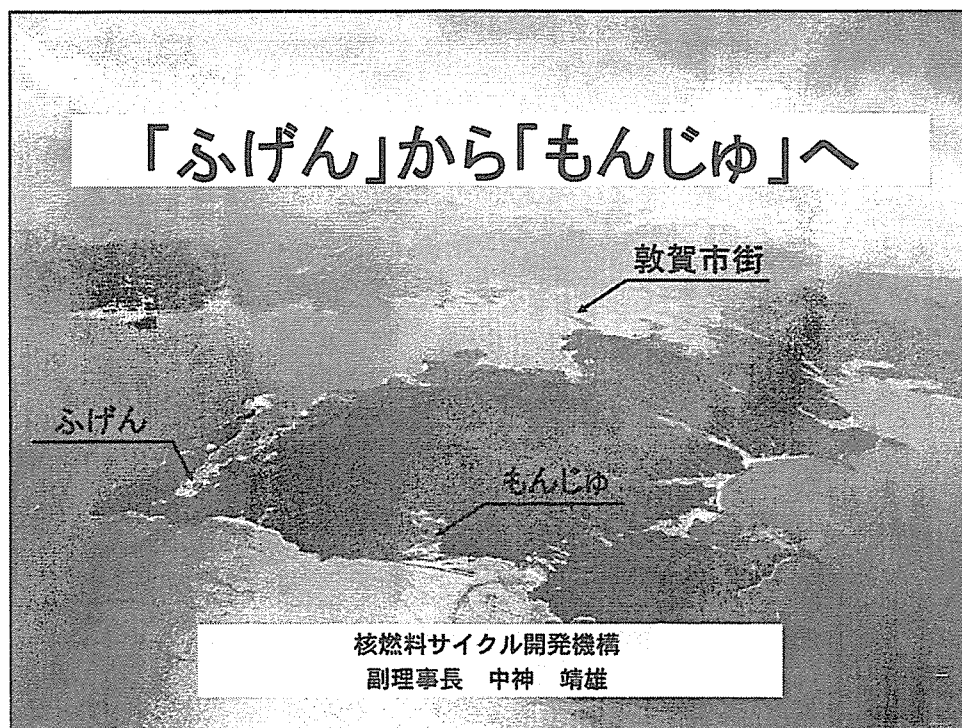 「ふげん」から「もんじゅ」へ
敦賀市街
ふげん
もんじゅ
核燃料サイクル開発機構
副理事長　中神　靖雄